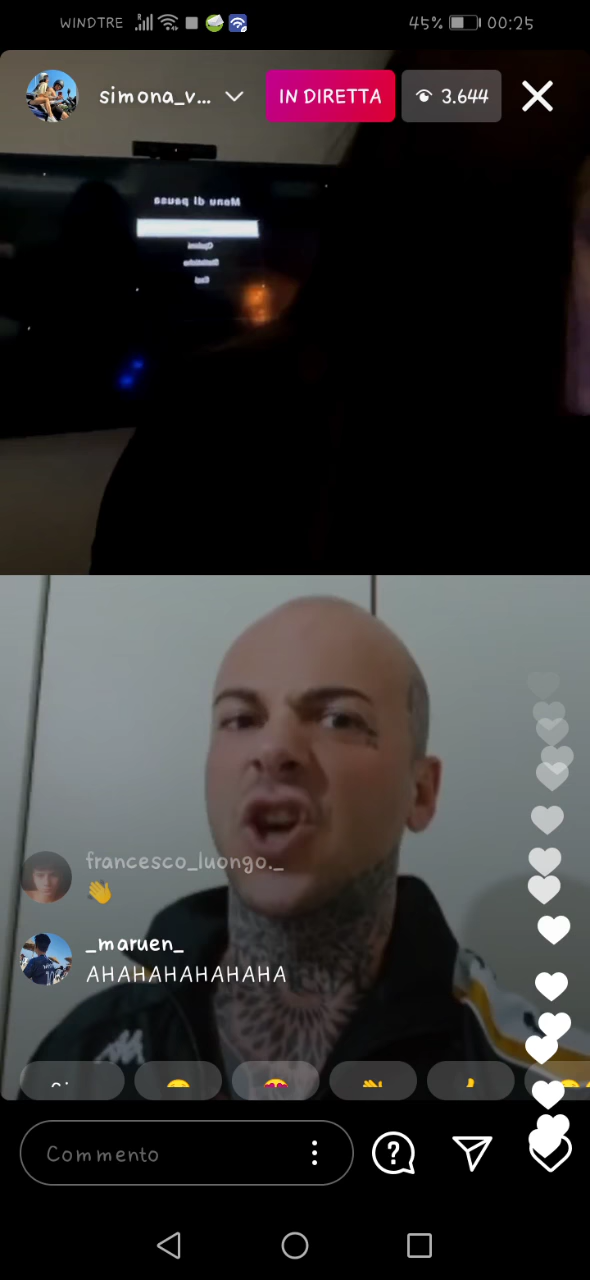 WINDTRE 45% 00:25
simona_v... IN DIRETTA 3.644
Menu di pausa
francesco_luongo._
👋
_maruen_
AHAHAHAHAHAHA
Commento